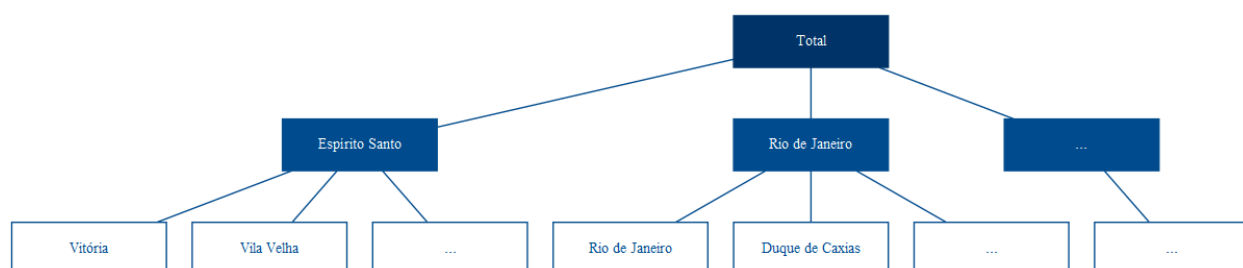 Total
Espírito Santo
Rio de Janeiro
...
Vitória
Vila Velha
...
Rio de Janeiro
Duque de Caxias
...
...